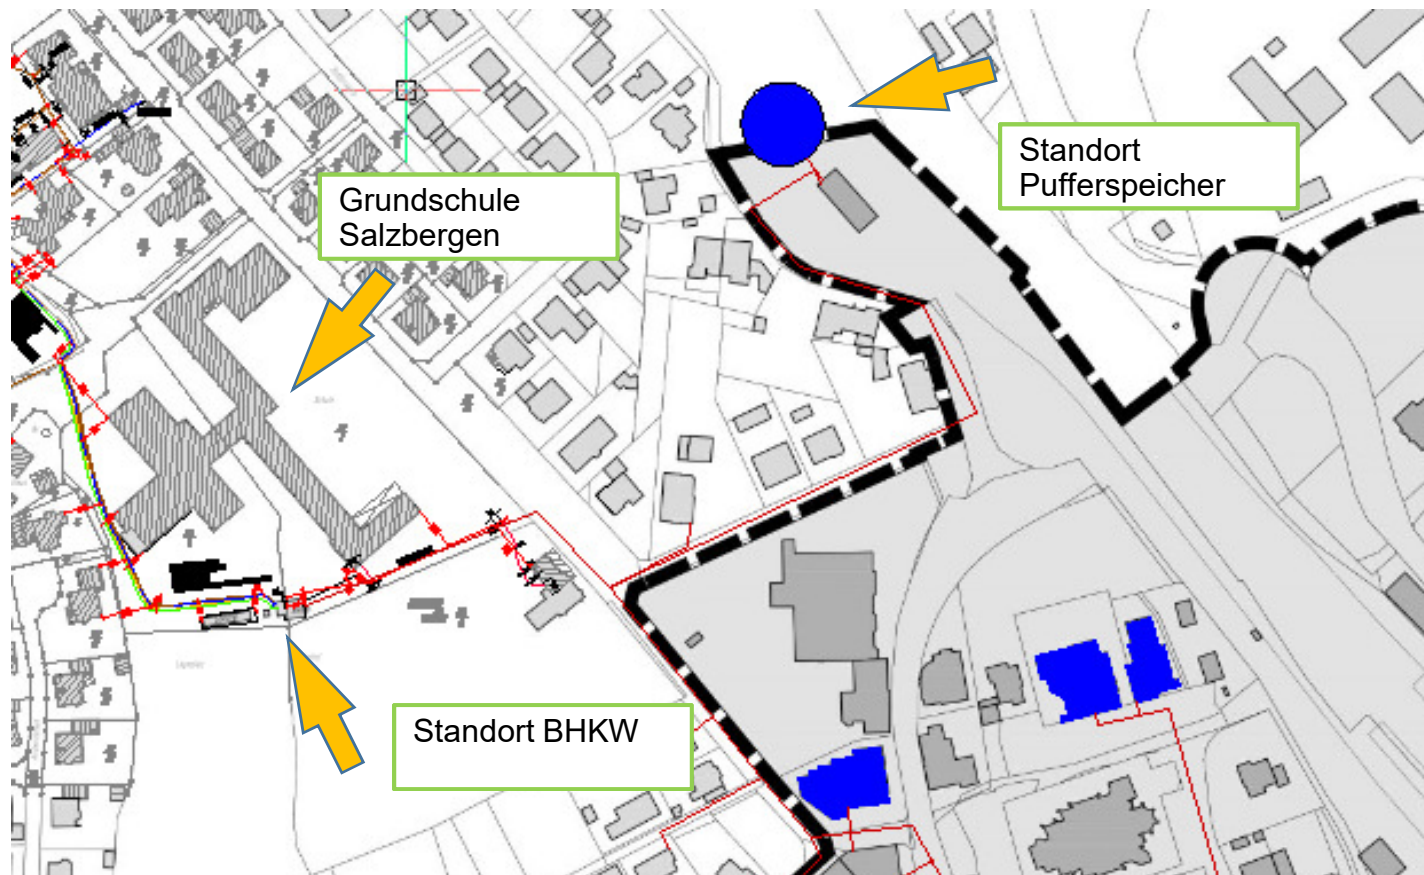 Standort
Pufferspeicher
Grundschule
Salzbergen
Standort BHKW